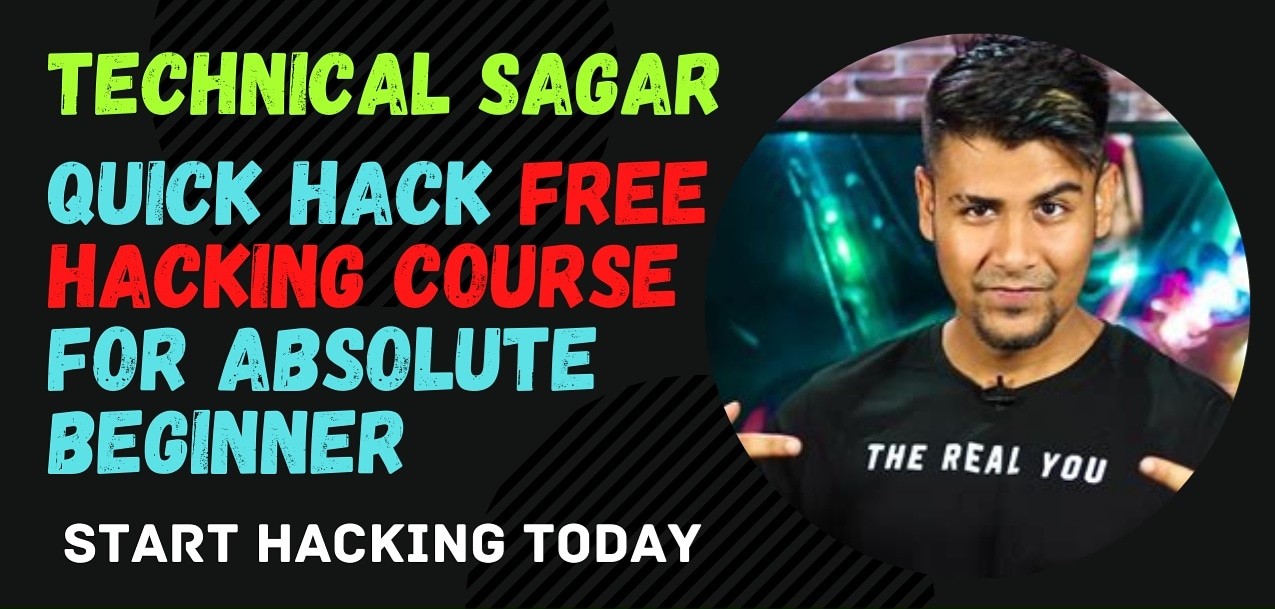 TECHNICAL SAGAR
QUICK HACK FREE
HACKING COURSE
FOR ABSOLUTE
BEGINNER
START HACKING TODAY
THE REAL YOU